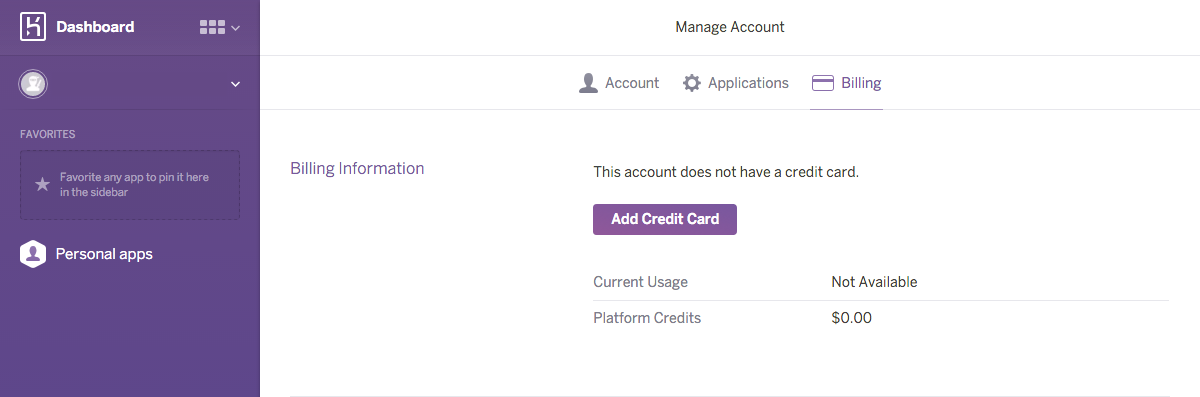 Dashboard
Manage Account
Account
Applications
Billing
FAVORITES
Favorite any app to pin it here
in the sidebar
Personal apps
Billing Information
This account does not have a credit card.
Add Credit Card
Current Usage Not Available
Platform Credits $0.00